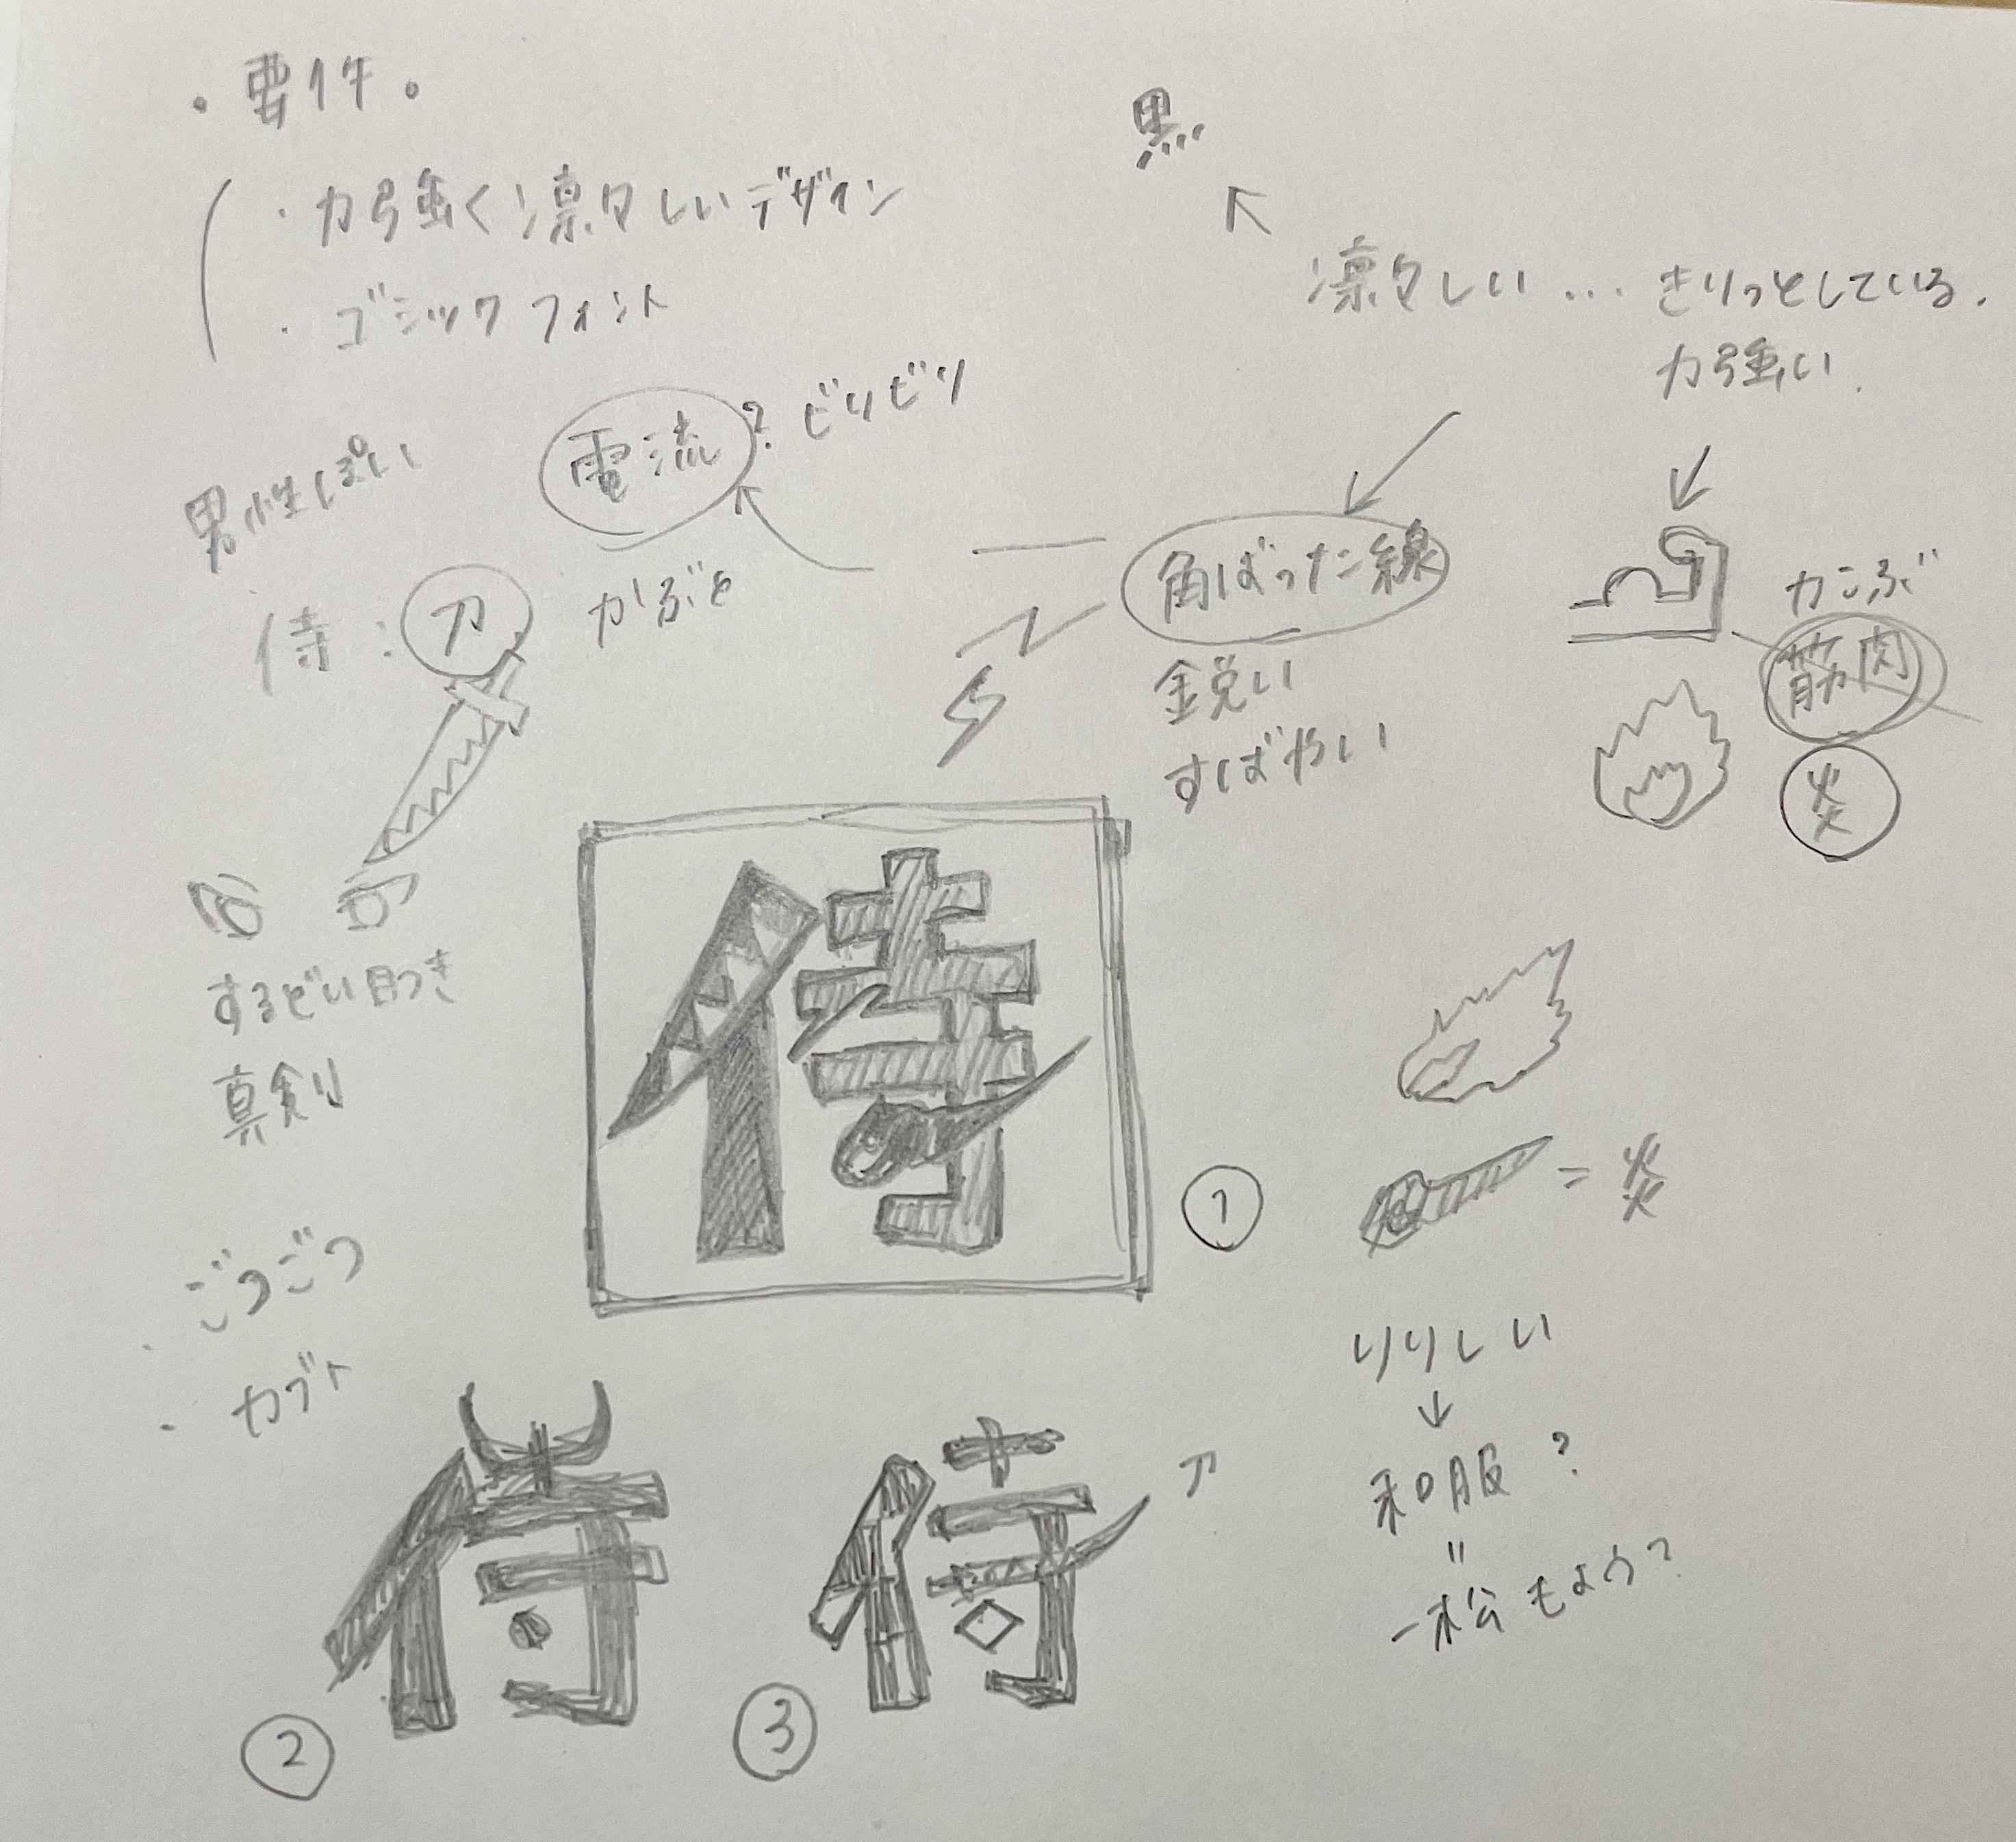 ・要件。
・力強く凛々しいデザイン
・ゴシックフォント
黒
凛々しい…きりっとしている.
力強い.
男性ぽい
電流?ビリビリ
侍:刀 かぶと
角ばった線
鋭い
すばやい
力こぶ
筋肉
炎
するどい目つき
真剣
侍
①
=炎
・ごつごつ
・カブト
りりしい
↓
和服?
〃
一松もよう?
侍
②
侍
刀
③